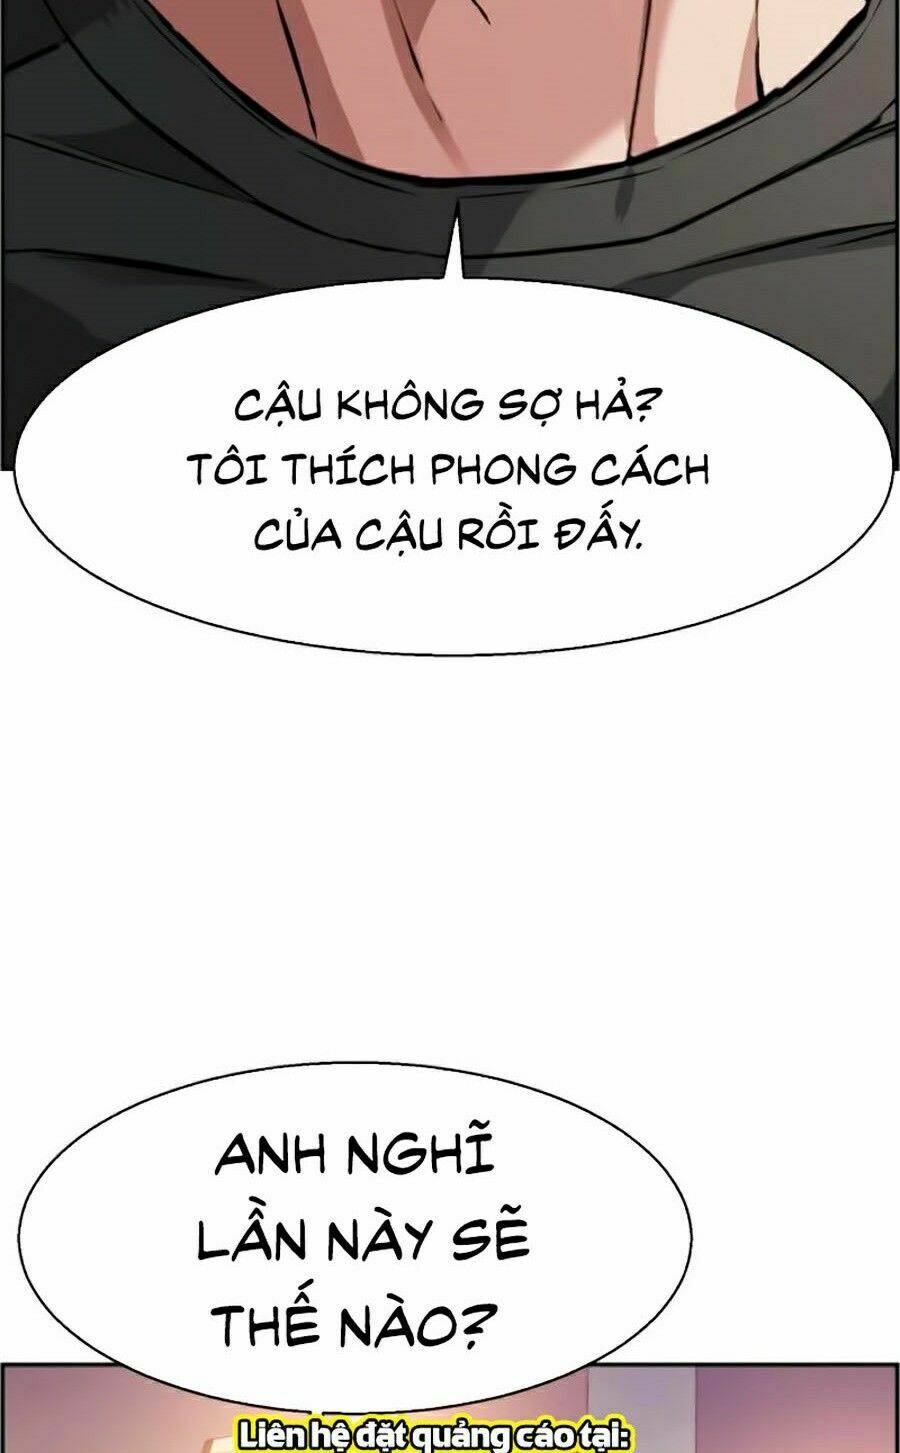 CẬU KHÔNG SỢ HẢ?
TÔI THÍCH PHONG CÁCH
CỦA CẬU RỒI ĐẤY.
ANH NGHĨ
LẦN NÀY SẼ
THẾ NÀO?
Liên hệ đặt quảng cáo tại: